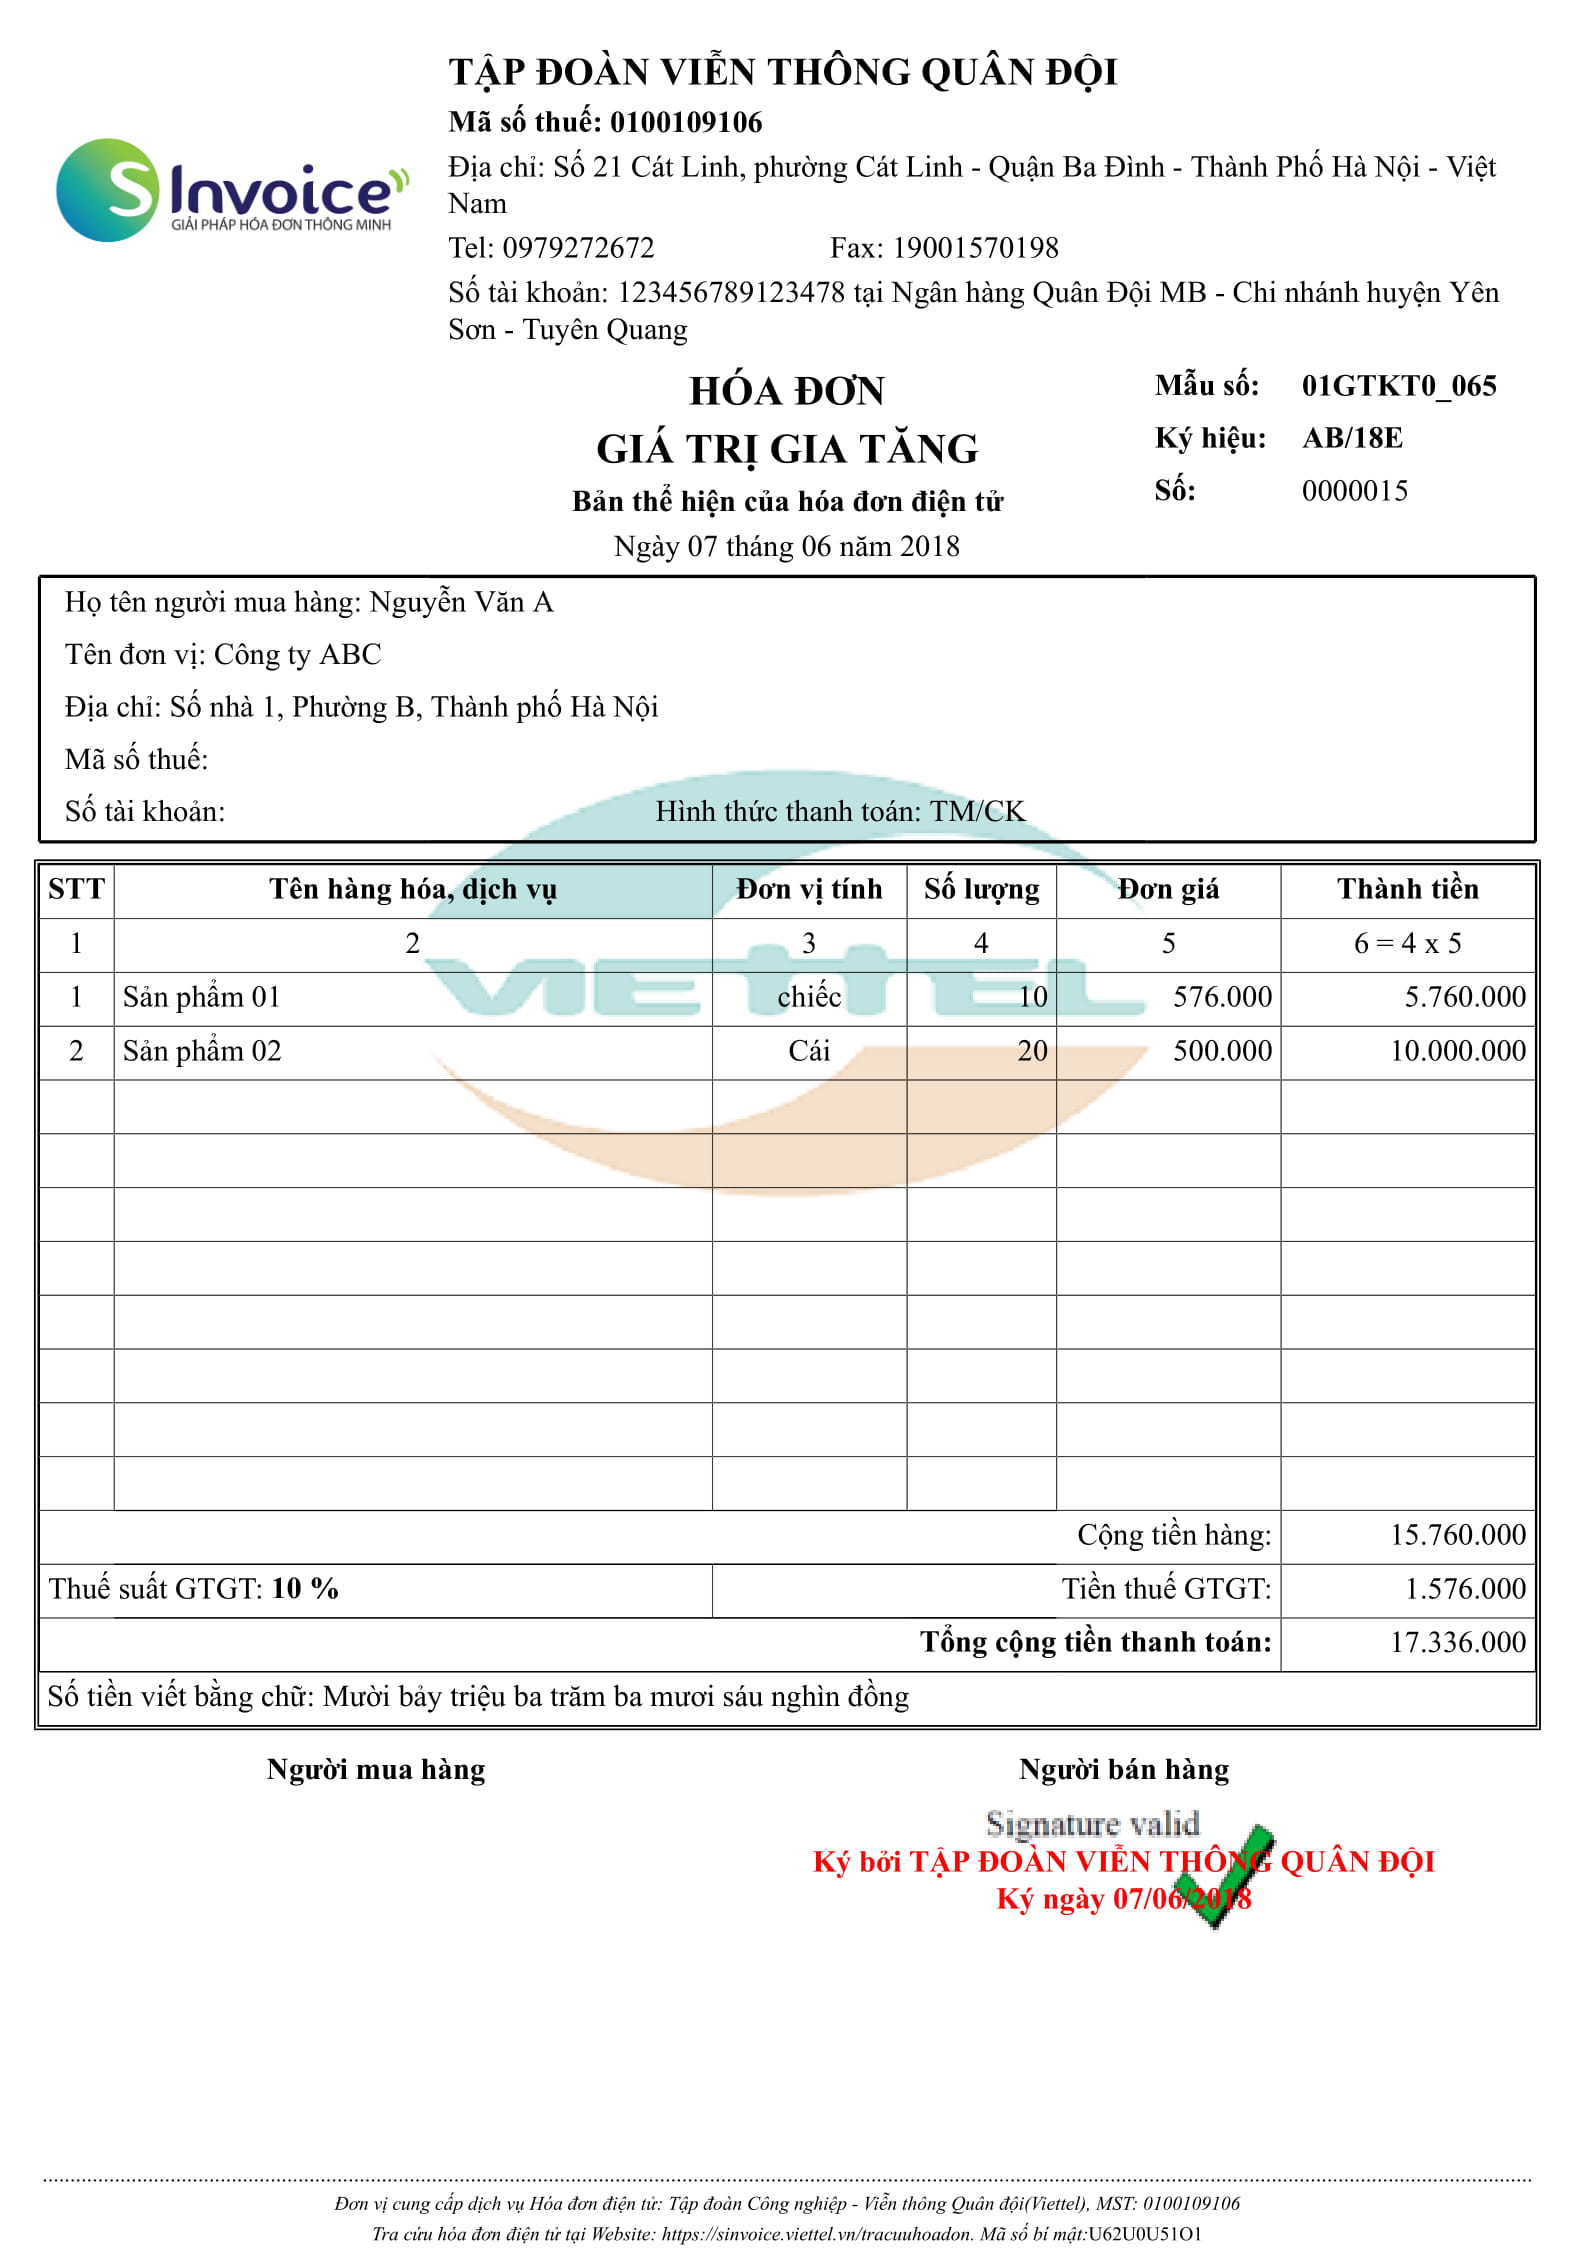 TẬP ĐOÀN VIỄN THÔNG QUÂN ĐỘI
Mã số thuế: 0100109106
S Invoice
GIẢI PHÁP HÓA ĐƠN THÔNG MINH
Địa chỉ: Số 21 Cát Linh, phường Cát Linh - Quận Ba Đình - Thành Phố Hà Nội - Việt
Nam
Tel: 0979272672 Fax: 19001570198
Số tài khoản: 123456789123478 tại Ngân hàng Quân Đội MB - Chi nhánh huyện Yên
Sơn - Tuyên Quang
HÓA ĐƠN
GIÁ TRỊ GIA TĂNG
Bản thể hiện của hóa đơn điện tử
Ngày 07 tháng 06 năm 2018
Mẫu số: 01GTKT0_065
Ký hiệu: AB/18E
Số: 0000015
Họ tên người mua hàng: Nguyễn Văn A
Tên đơn vị: Công ty ABC
Địa chỉ: Số nhà 1, Phường B, Thành phố Hà Nội
Mã số thuế:
Số tài khoản: Hình thức thanh toán: TM/CK
STT Tên hàng hóa, dịch vụ Đơn vị tính Số lượng Đơn giá Thành tiền
1 2 3 4 5 6 = 4 x 5
VIETTEL
1 Sản phẩm 01 chiếc 10 576.000 5.760.000
2 Sản phẩm 02 Cái 20 500.000 10.000.000
Cộng tiền hàng: 15.760.000
Thuế suất GTGT: 10 % Tiền thuế GTGT: 1.576.000
Tổng cộng tiền thanh toán: 17.336.000
Số tiền viết bằng chữ: Mười bảy triệu ba trăm ba mươi sáu nghìn đồng
Người mua hàng Người bán hàng
Signature valid
Ký bởi TẬP ĐOÀN VIỄN THÔNG QUÂN ĐỘI
Ký ngày 07/06/2018
Đơn vị cung cấp dịch vụ Hóa đơn điện tử: Tập đoàn Công nghiệp - Viễn thông Quân đội(Viettel), MST: 0100109106
Tra cứu hóa đơn điện tử tại Website: https://sinvoice.viettel.vn/tracuuhoadon. Mã số bí mật:U62U0U51O1